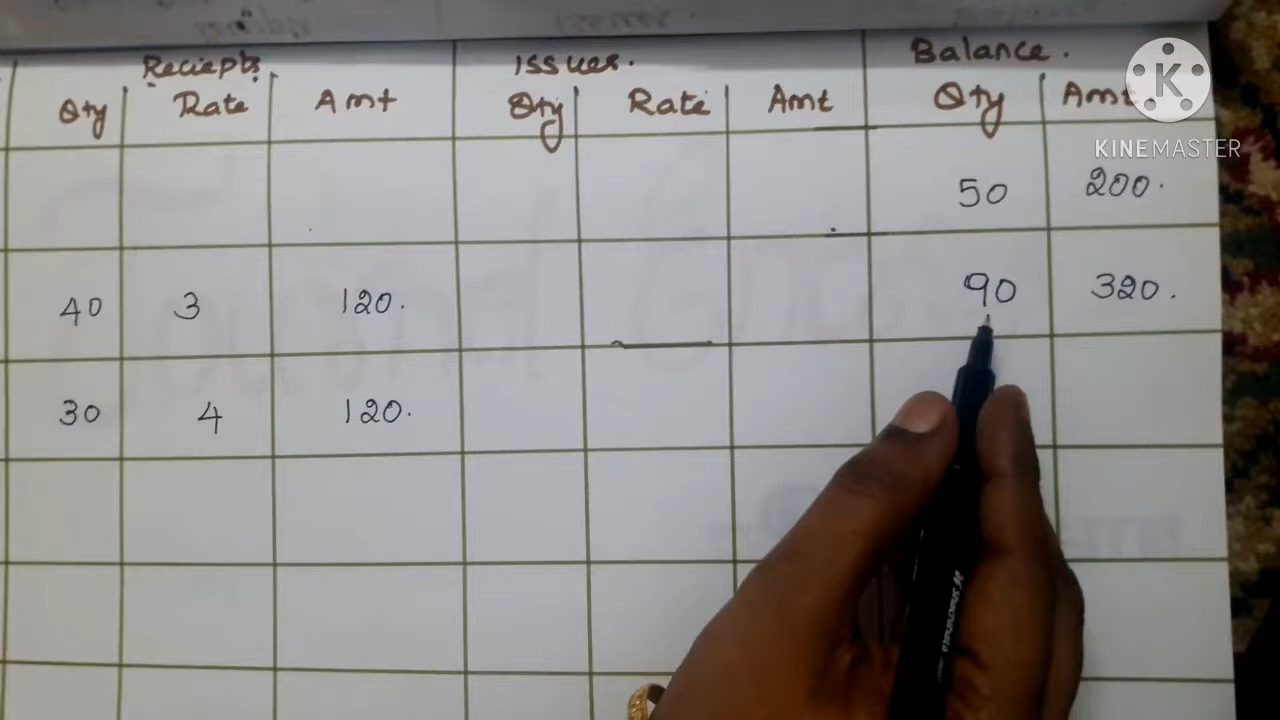 Reciepts Issues. Balance.
Qty Rate Amt Qty Rate Amt Qty Amt
50 200.
40 3 120. 90 320.
30 4 120.
K
KINEMASTER